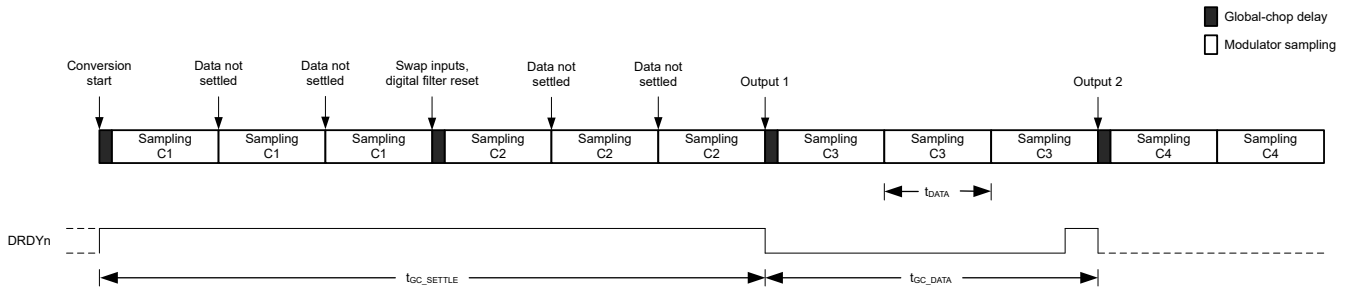 Global-chop delay
Modulator sampling
Conversion
start
Data not
settled
Data not
settled
Swap inputs,
digital filter reset
Data not
settled
Data not
settled
Output 1
Output 2
Sampling
C1
Sampling
C1
Sampling
C1
Sampling
C2
Sampling
C2
Sampling
C2
Sampling
C3
Sampling
C3
Sampling
C3
Sampling
C4
Sampling
C4
tDATA
DRDYn
tGC_SETTLE
tGC_DATA